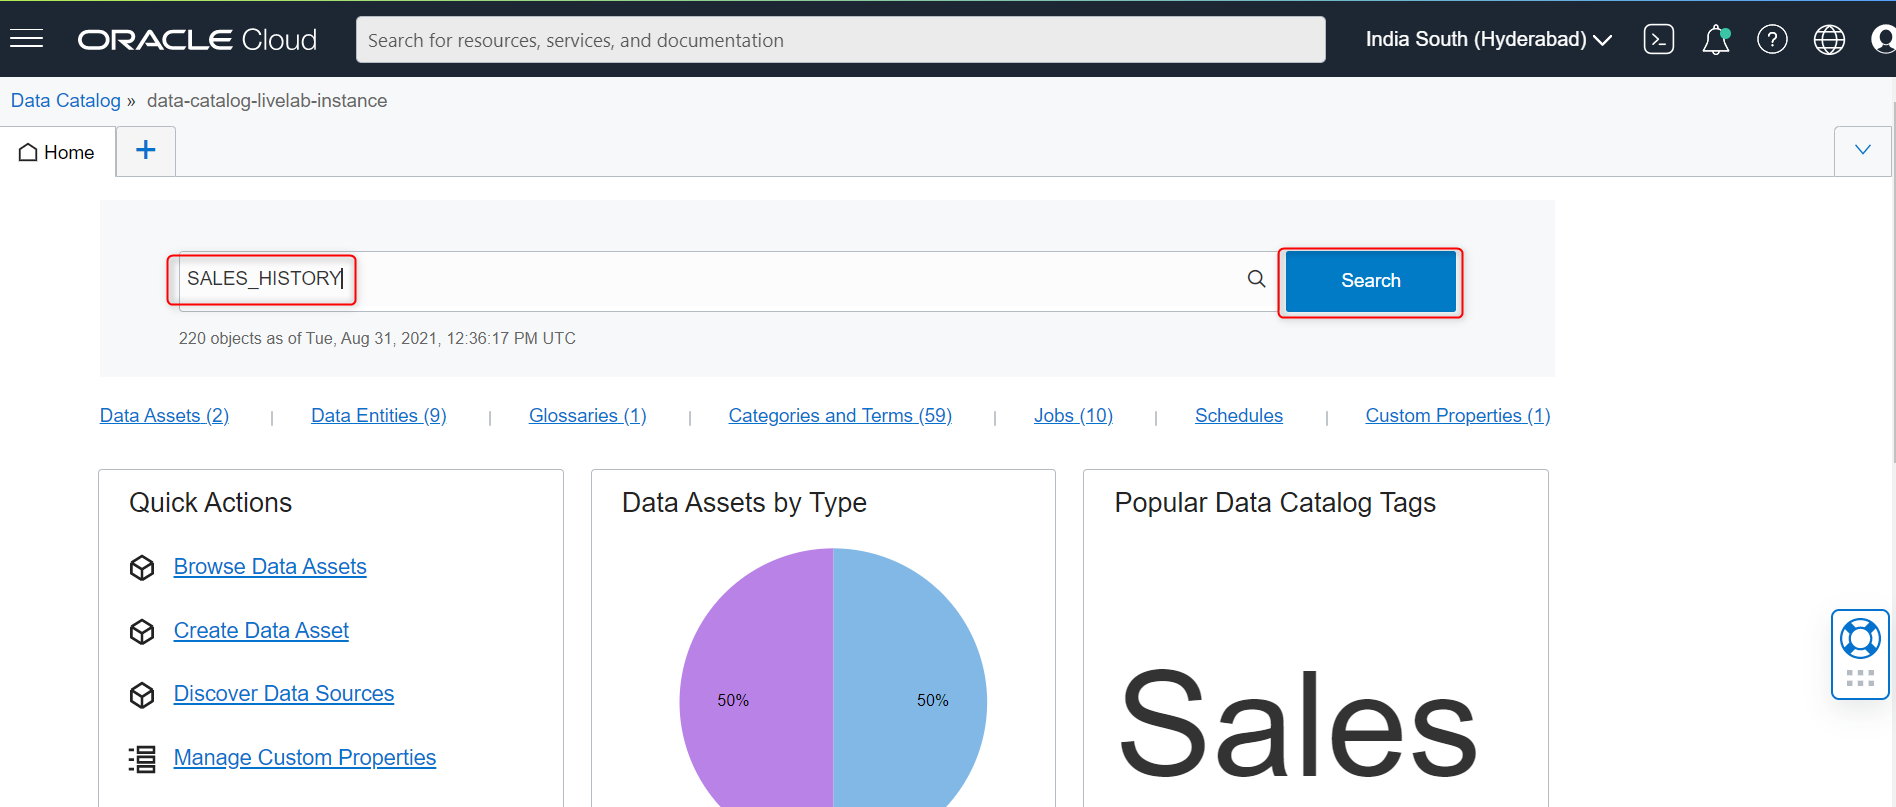 ORACLE Cloud
Search for resources, services, and documentation
India South (Hyderabad)
Data Catalog » data-catalog-livelab-instance
Home
+
SALES_HISTORY
Search
220 objects as of Tue, Aug 31, 2021, 12:36:17 PM UTC
Data Assets (2) | Data Entities (9) | Glossaries (1) | Categories and Terms (59) | Jobs (10) | Schedules | Custom Properties (1)
Quick Actions
Browse Data Assets
Create Data Asset
Discover Data Sources
Manage Custom Properties
Data Assets by Type
50%
50%
Popular Data Catalog Tags
Sales